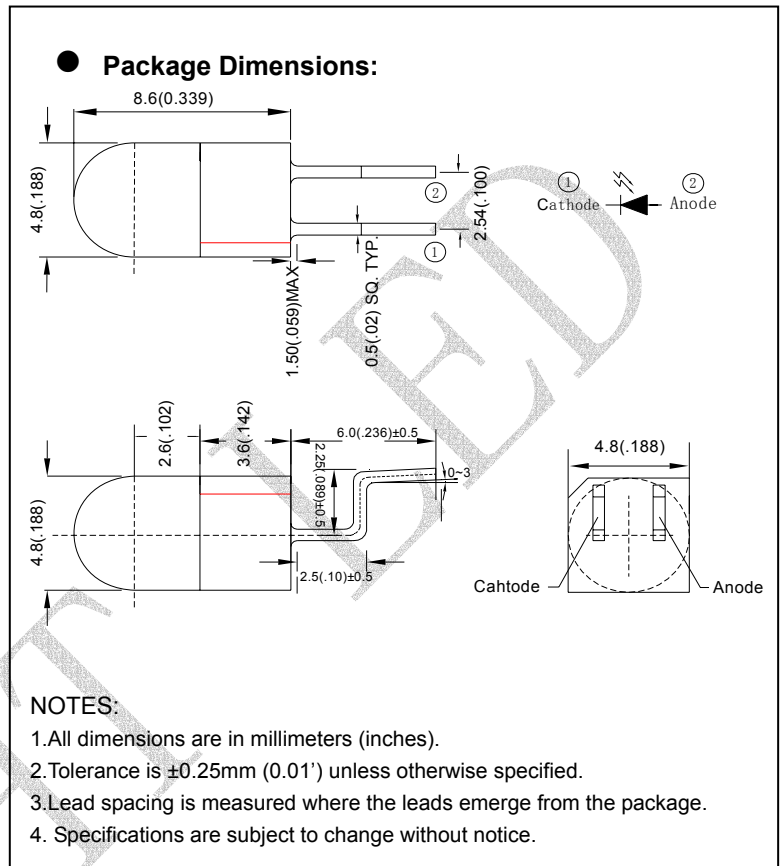 ● Package Dimensions:
8.6(0.339)
4.8(.188)
②
①
2.54(.100)
1.50(.059)MAX
0.5(.02) SQ. TYP.
① ②
Cathode Anode
2.6(.102)
3.6(.142)
6.0(.236)±0.5
2.25(.089)±0.5
0~3
4.8(.188)
2.5(.10)±0.5
4.8(.188)
Cahtode Anode
NOTES:
1.All dimensions are in millimeters (inches).
2.Tolerance is ±0.25mm (0.01') unless otherwise specified.
3.Lead spacing is measured where the leads emerge from the package.
4. Specifications are subject to change without notice.
T LED